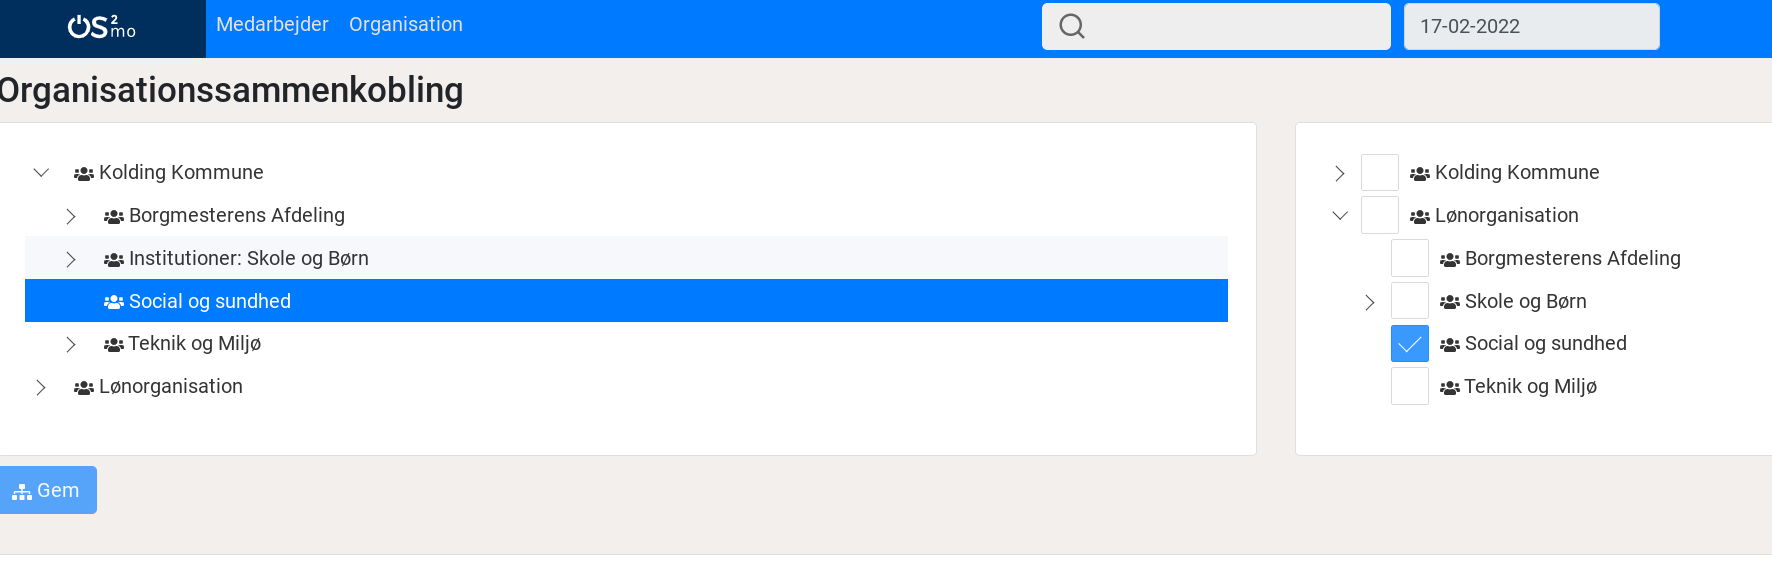 OS2mo Medarbejder Organisation 17-02-2022
Organisationssammenkobling
Kolding Kommune
Borgmesterens Afdeling
Institutioner: Skole og Børn
Social og sundhed
Teknik og Miljø
Lønorganisation
Kolding Kommune
Lønorganisation
Borgmesterens Afdeling
Skole og Børn
Social og sundhed
Teknik og Miljø
Gem